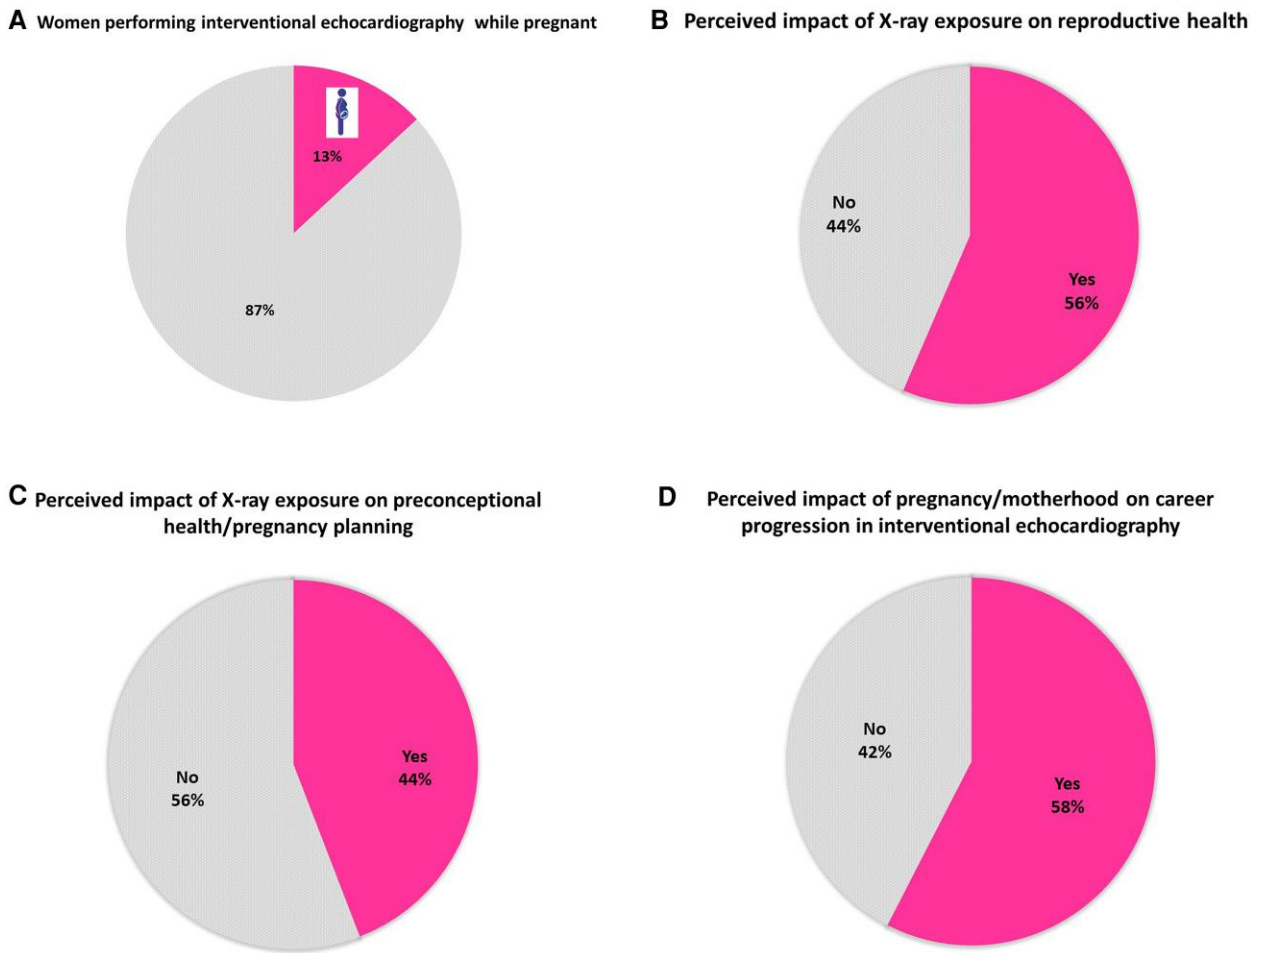 A Women performing interventional echocardiography while pregnant
13%
87%
B Perceived impact of X-ray exposure on reproductive health
No
44%
Yes
56%
C Perceived impact of X-ray exposure on preconceptional
health/pregnancy planning
Yes
44%
No
56%
D Perceived impact of pregnancy/motherhood on career
progression in interventional echocardiography
No
42%
Yes
58%